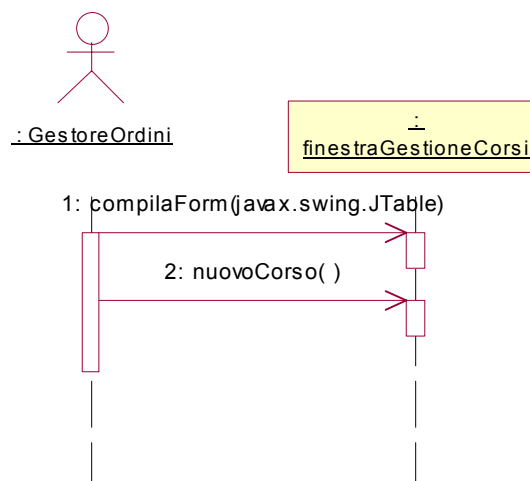 : GestoreOrdini
:
finestraGestioneCorsi
1: compilaForm(javax.swing.JTable)
2: nuovoCorso( )